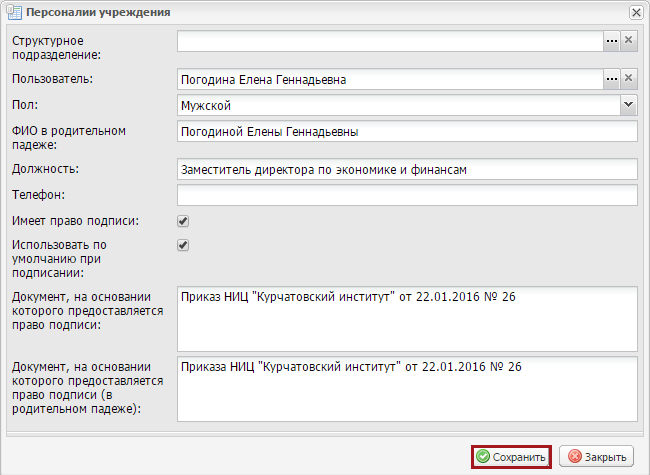 Персоналии учреждения
Структурное
подразделение:
Пользователь:
Погодина Елена Геннадьевна
Пол:
Мужской
ФИО в родительном
падеже:
Погодиной Елены Геннадьевны
Должность:
Заместитель директора по экономике и финансам
Телефон:
Имеет право подписи:
Использовать по
умолчанию при
подписании:
Документ, на основании
которого предоставляется
право подписи:
Приказ НИЦ "Курчатовский институт" от 22.01.2016 № 26
Документ, на основании
которого предоставляется
право подписи (в
родительном падеже):
Приказа НИЦ "Курчатовский институт" от 22.01.2016 № 26
Сохранить
Закрыть